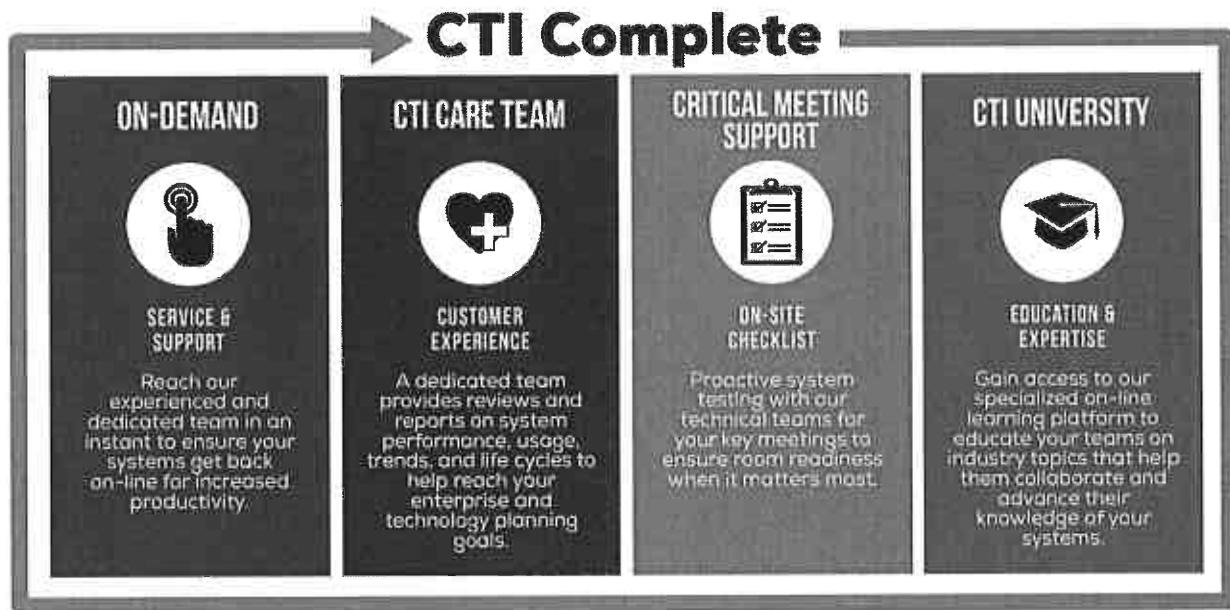 CTI Complete
ON-DEMAND
SERVICE &
SUPPORT
Reach our
experienced and
dedicated team in an
instant to ensure your
systems get back
on-line for increased
productivity.
CTI CARE TEAM
CUSTOMER
EXPERIENCE
A dedicated team
provides reviews and
reports on system
performance, usage,
trends, and life cycles to
help reach your
enterprise and
technology planning
goals.
CRITICAL MEETING
SUPPORT
ON-SITE
CHECKLIST
Proactive system
testing with our
technical teams for
your key meetings to
ensure room readiness
when it matters most.
CTI UNIVERSITY
EDUCATION &
EXPERTISE
Gain access to our
specialized on-line
learning platform to
educate your teams on
industry topics that help
them collaborate and
advance their
knowledge of your
systems.